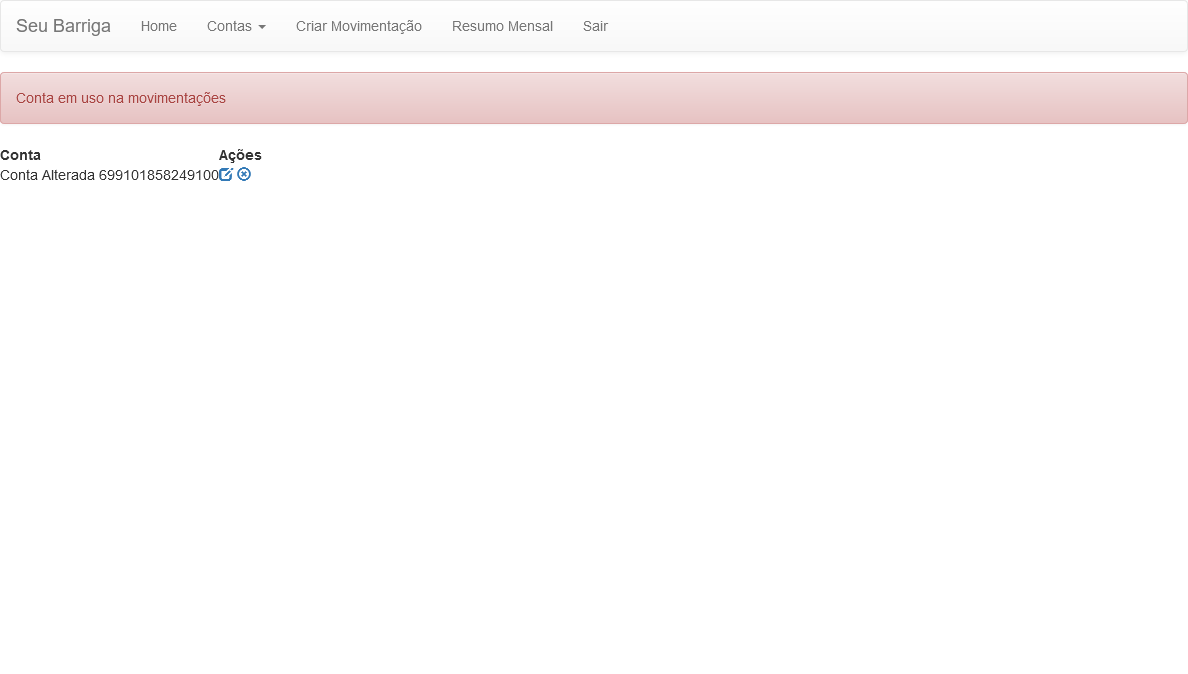 Seu Barriga Home Contas Criar Movimentação Resumo Mensal Sair
Conta em uso na movimentações
Conta Ações
Conta Alterada 699101858249100